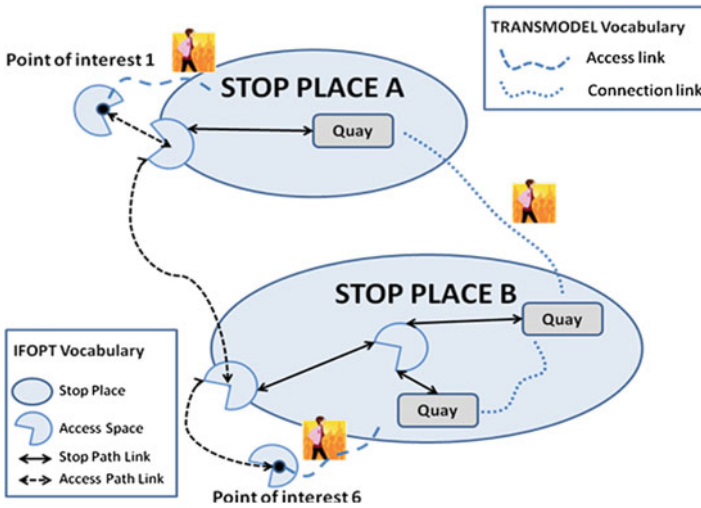 TRANSMODEL Vocabulary
Access link
Connection link
Point of interest 1
STOP PLACE A
Quay
STOP PLACE B
Quay
Quay
IFOPT Vocabulary
Stop Place
Access Space
Stop Path Link
Access Path Link
Point of interest 6